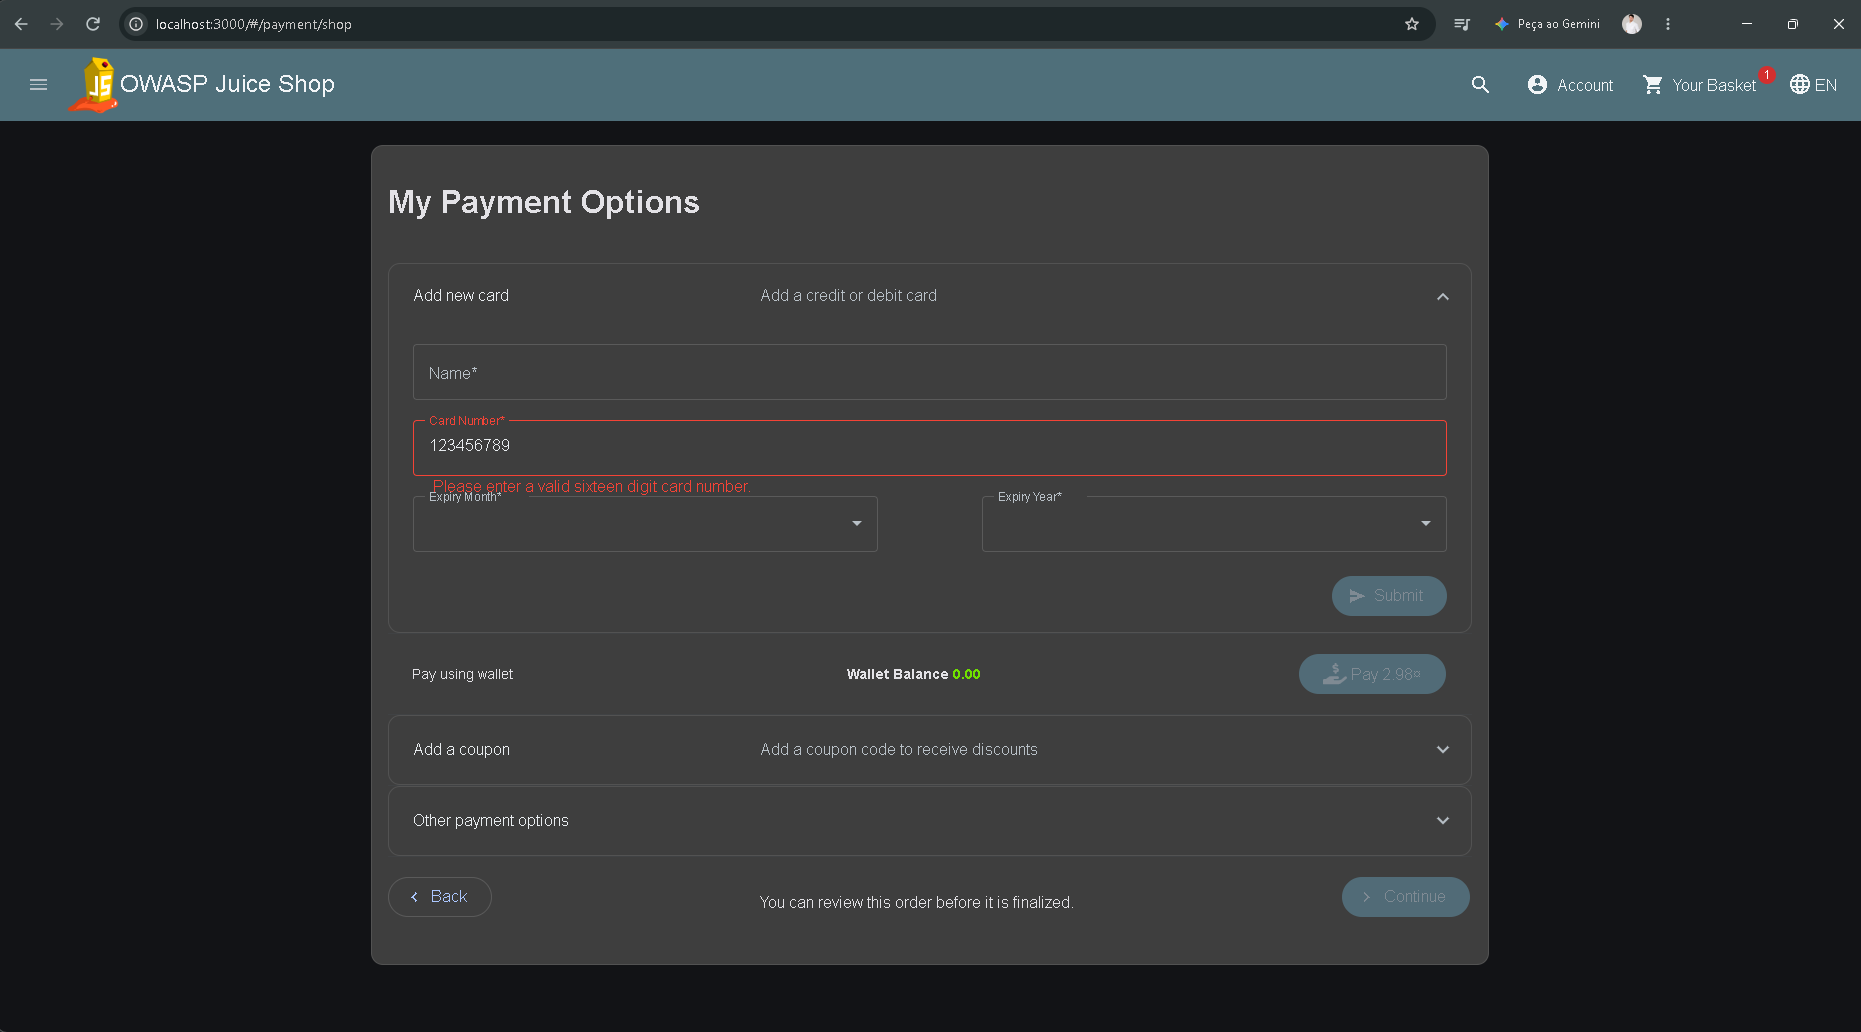 localhost:3000/#/payment/shop
Peça ao Gemini
OWASP Juice Shop
Account
Your Basket
1
EN
My Payment Options
Add new card
Add a credit or debit card
Name*
Card Number*
123456789
Please enter a valid sixteen digit card number.
Expiry Month*
Expiry Year*
Submit
Pay using wallet
Wallet Balance 0.00
Pay 2.98¤
Add a coupon
Add a coupon code to receive discounts
Other payment options
Back
You can review this order before it is finalized.
Continue